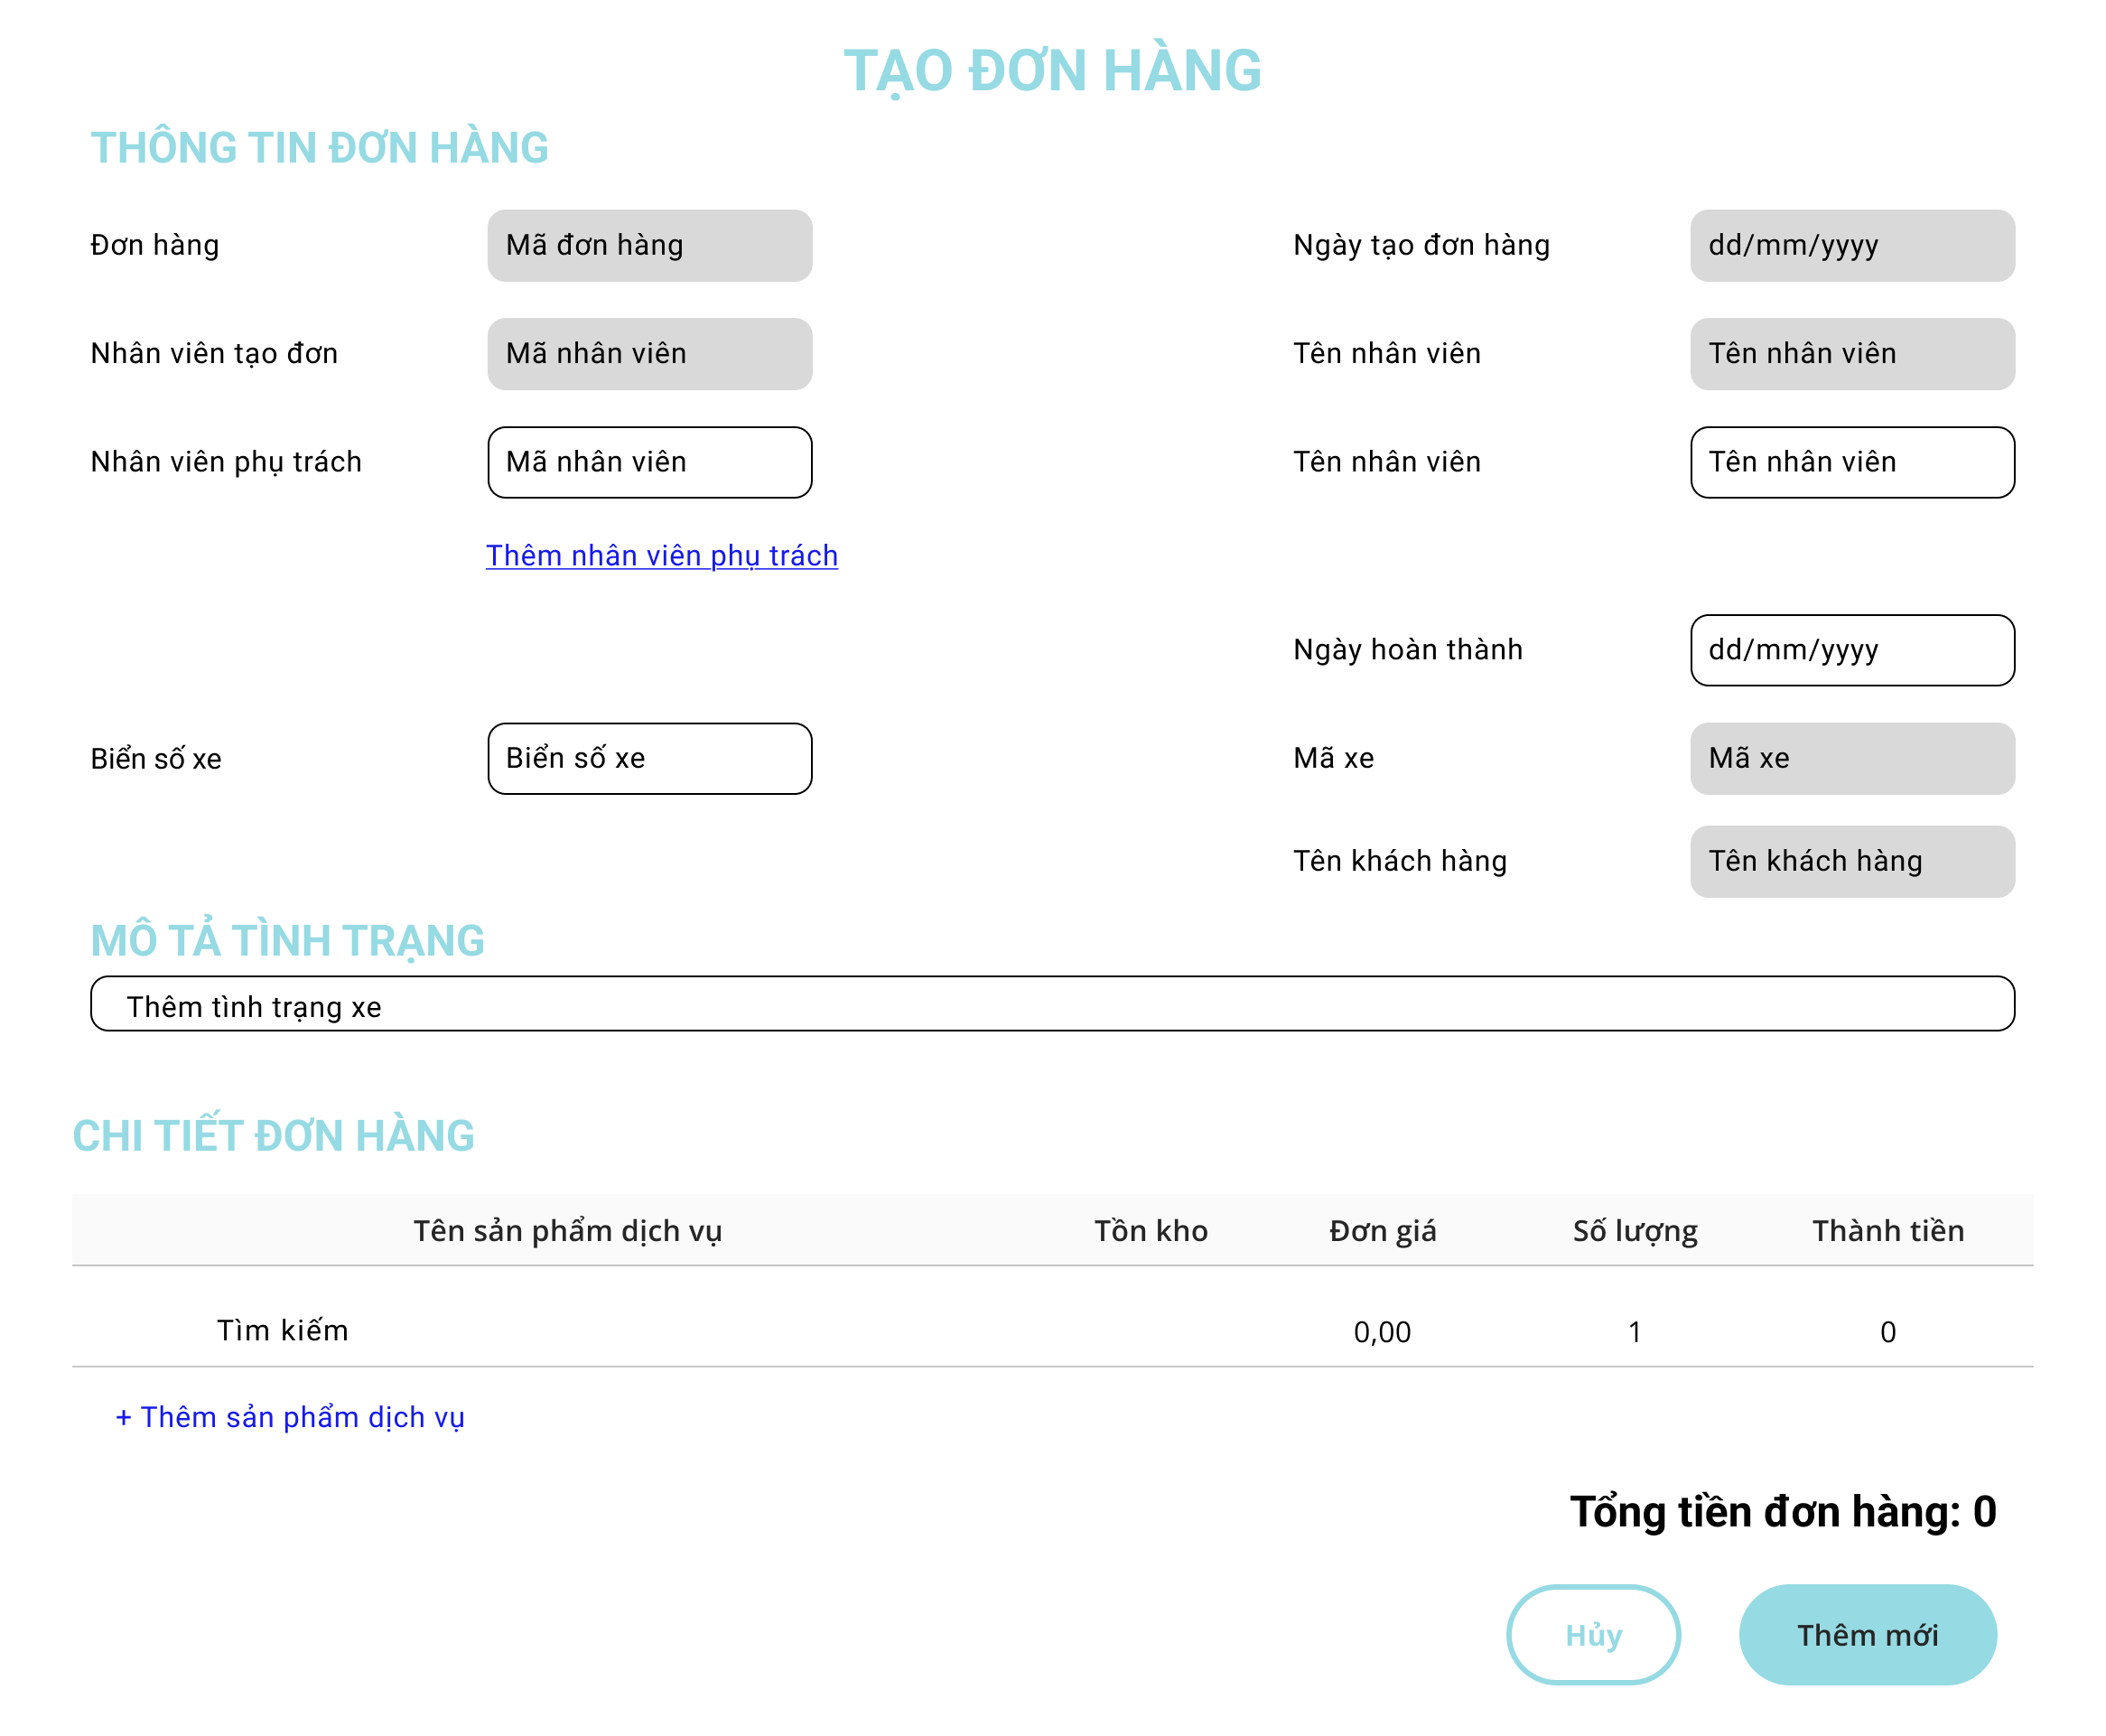 TẠO ĐƠN HÀNG
THÔNG TIN ĐƠN HÀNG
Đơn hàng Mã đơn hàng Ngày tạo đơn hàng dd/mm/yyyy
Nhân viên tạo đơn Mã nhân viên Tên nhân viên Tên nhân viên
Nhân viên phụ trách Mã nhân viên Tên nhân viên Tên nhân viên
Thêm nhân viên phụ trách
Ngày hoàn thành dd/mm/yyyy
Biển số xe Biển số xe Mã xe Mã xe
Tên khách hàng Tên khách hàng
MÔ TẢ TÌNH TRẠNG
Thêm tình trạng xe
CHI TIẾT ĐƠN HÀNG
Tên sản phẩm dịch vụ Tồn kho Đơn giá Số lượng Thành tiền
Tìm kiếm 0,00 1 0
+ Thêm sản phẩm dịch vụ
Tổng tiền đơn hàng: 0
Hủy Thêm mới